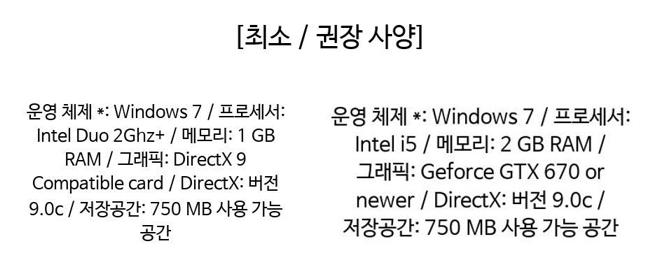 [최소 / 권장 사양]
운영 체제 *: Windows 7 / 프로세서:
Intel Duo 2Ghz+ / 메모리: 1 GB
RAM / 그래픽: DirectX 9
Compatible card / DirectX: 버전
9.0c / 저장공간: 750 MB 사용 가능
공간
운영 체제 *: Windows 7 / 프로세서:
Intel i5 / 메모리: 2 GB RAM /
그래픽: Geforce GTX 670 or
newer / DirectX: 버전 9.0c /
저장공간: 750 MB 사용 가능 공간